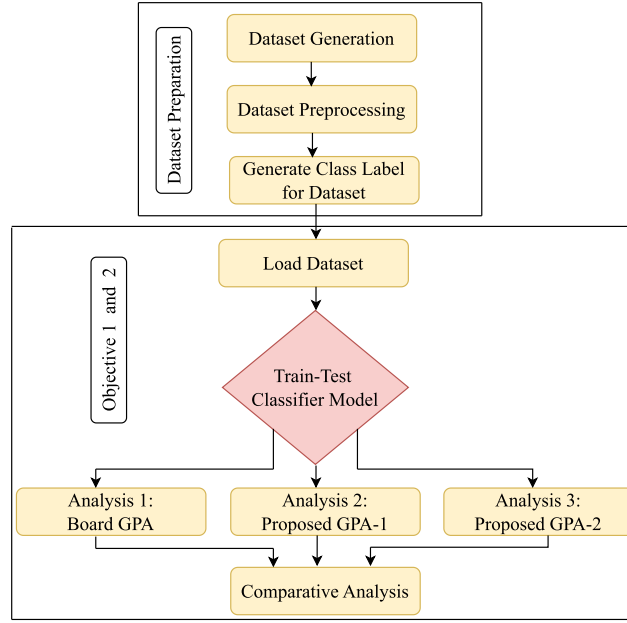 Dataset Preparation
Dataset Generation
Dataset Preprocessing
Generate Class Label
for Dataset
Objective 1 and 2
Load Dataset
Train-Test
Classifier Model
Analysis 1:
Board GPA
Analysis 2:
Proposed GPA-1
Analysis 3:
Proposed GPA-2
Comparative Analysis